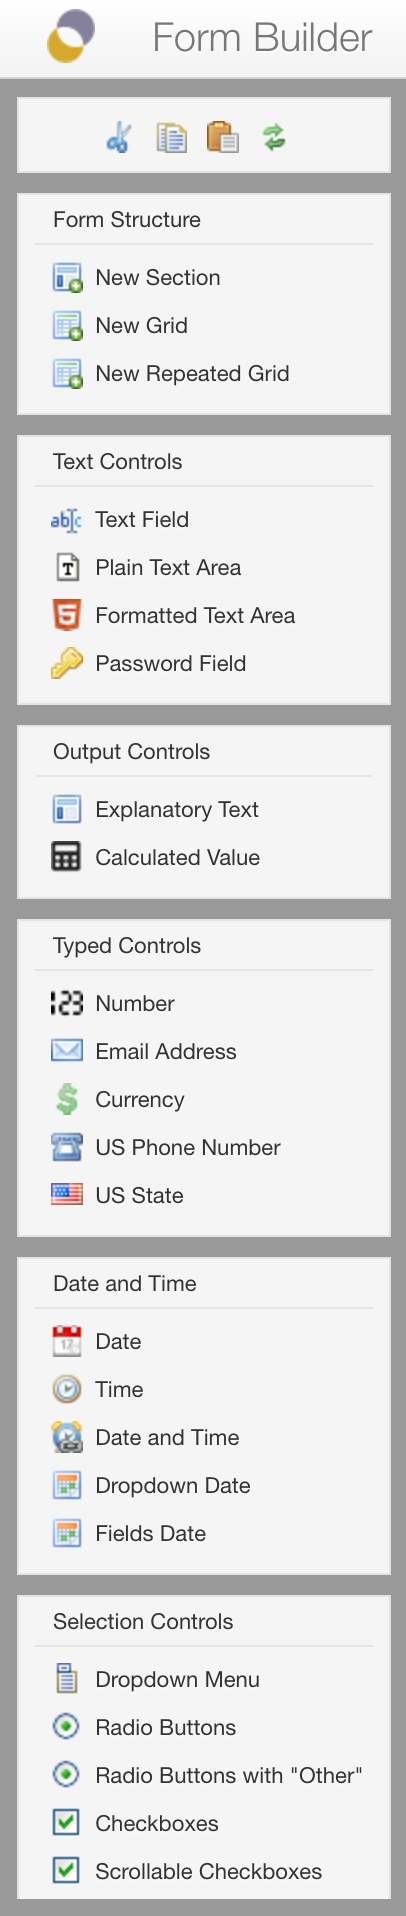 Form Builder
Form Structure
New Section
New Grid
New Repeated Grid
Text Controls
Text Field
Plain Text Area
Formatted Text Area
Password Field
Output Controls
Explanatory Text
Calculated Value
Typed Controls
Number
Email Address
Currency
US Phone Number
US State
Date and Time
Date
Time
Date and Time
Dropdown Date
Fields Date
Selection Controls
Dropdown Menu
Radio Buttons
Radio Buttons with "Other"
Checkboxes
Scrollable Checkboxes